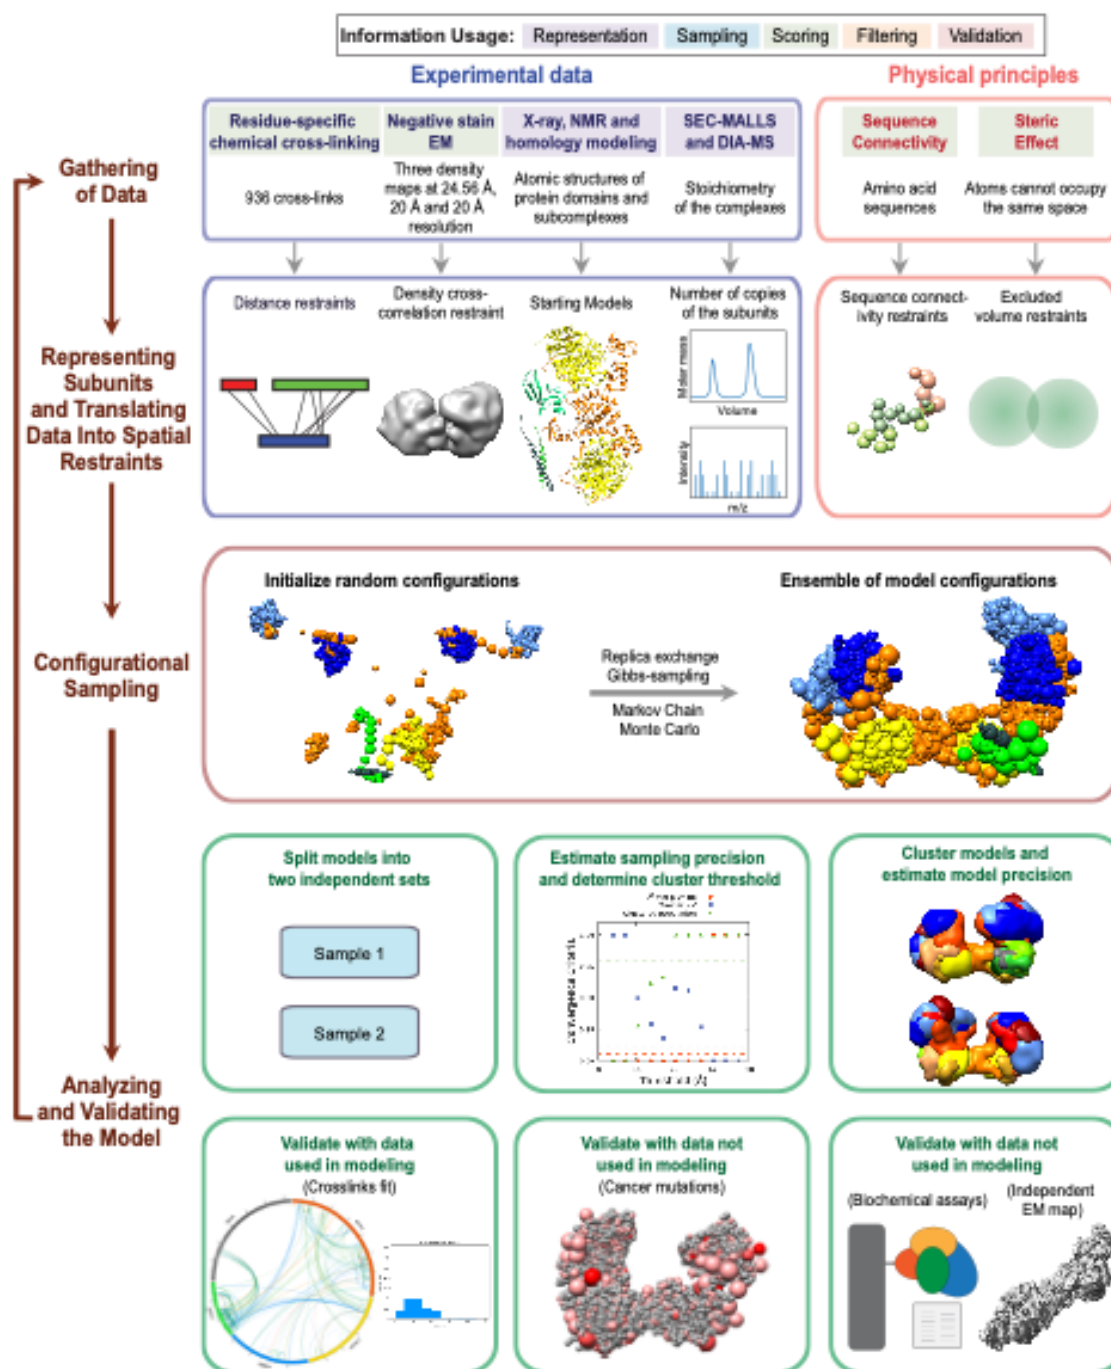 Information Usage: Representation Sampling Scoring Filtering Validation
Experimental data
Physical principles
Gathering
of Data
Residue-specific
chemical cross-linking
936 cross-links
Negative stain
EM
Three density
maps at 24.56 Å,
20 Å and 20 Å
resolution
X-ray, NMR and
homology modeling
Atomic structures of
protein domains and
subcomplexes
SEC-MALLS
and DIA-MS
Stoichiometry
of the complexes
Sequence
Connectivity
Amino acid
sequences
Steric
Effect
Atoms cannot occupy
the same space
Representing
Subunits
and Translating
Data Into Spatial
Restraints
Distance restraints
Density cross-
correlation restraint
Starting Models
Number of copies
of the subunits
Molar mass
Volume
Intensity
m/z
Sequence connect-
ivity restraints
Excluded
volume restraints
Configurational
Sampling
Initialize random configurations
Replica exchange
Gibbs-sampling
Markov Chain
Monte Carlo
Ensemble of model configurations
Analyzing
and Validating
the Model
Split models into
two independent sets
Sample 1
Sample 2
Estimate sampling precision
and determine cluster threshold
Threshold (Å)
Cluster models and
estimate model precision
Validate with data
used in modeling
(Crosslinks fit)
Validate with data not
used in modeling
(Cancer mutations)
Validate with data not
used in modeling
(Biochemical assays)
(Independent
EM map)